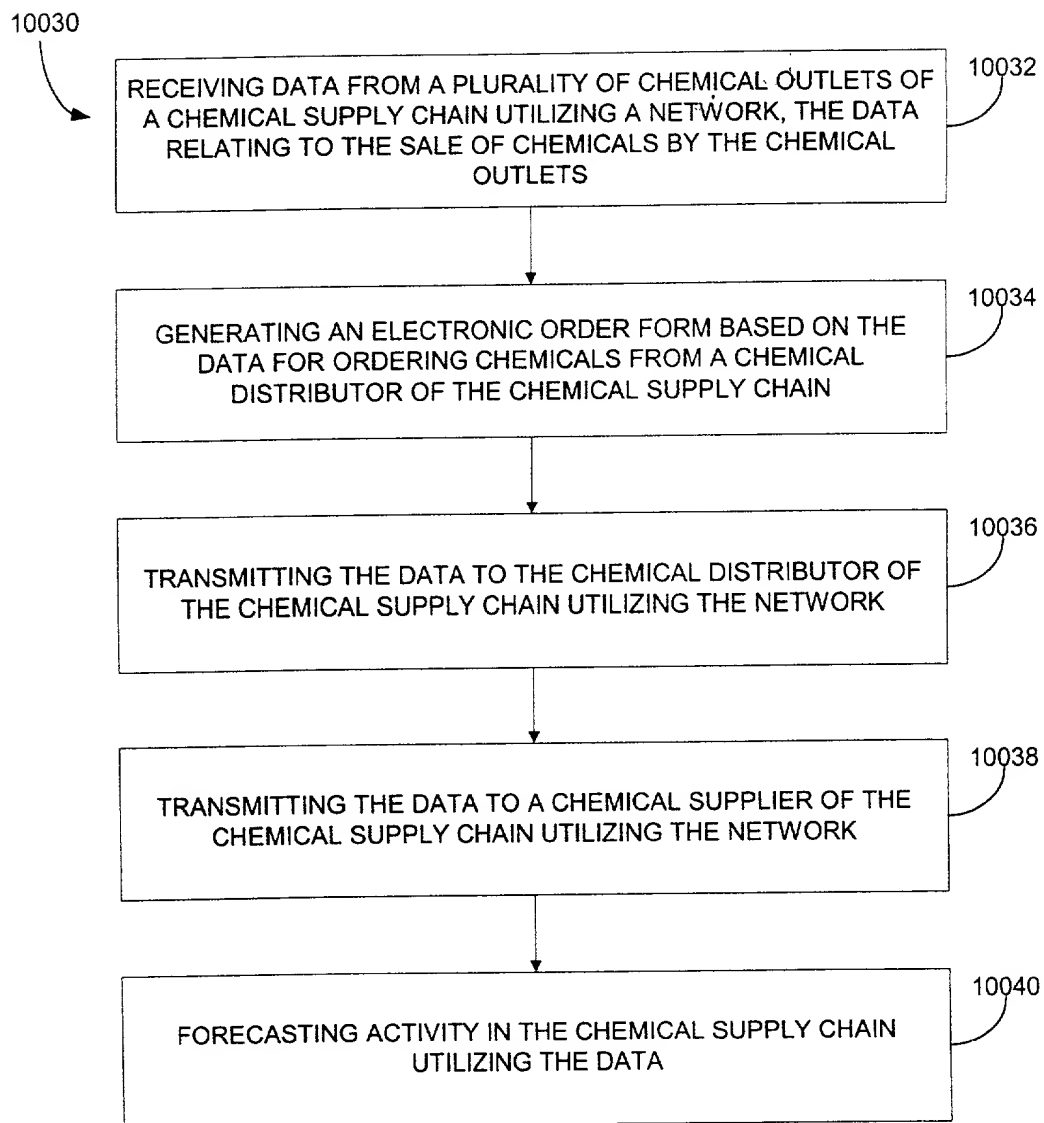 10030
RECEIVING DATA FROM A PLURALITY OF CHEMICAL OUTLETS OF
A CHEMICAL SUPPLY CHAIN UTILIZING A NETWORK, THE DATA
RELATING TO THE SALE OF CHEMICALS BY THE CHEMICAL
OUTLETS
10032
GENERATING AN ELECTRONIC ORDER FORM BASED ON THE
DATA FOR ORDERING CHEMICALS FROM A CHEMICAL
DISTRIBUTOR OF THE CHEMICAL SUPPLY CHAIN
10034
TRANSMITTING THE DATA TO THE CHEMICAL DISTRIBUTOR OF
THE CHEMICAL SUPPLY CHAIN UTILIZING THE NETWORK
10036
TRANSMITTING THE DATA TO A CHEMICAL SUPPLIER OF THE
CHEMICAL SUPPLY CHAIN UTILIZING THE NETWORK
10038
FORECASTING ACTIVITY IN THE CHEMICAL SUPPLY CHAIN
UTILIZING THE DATA
10040